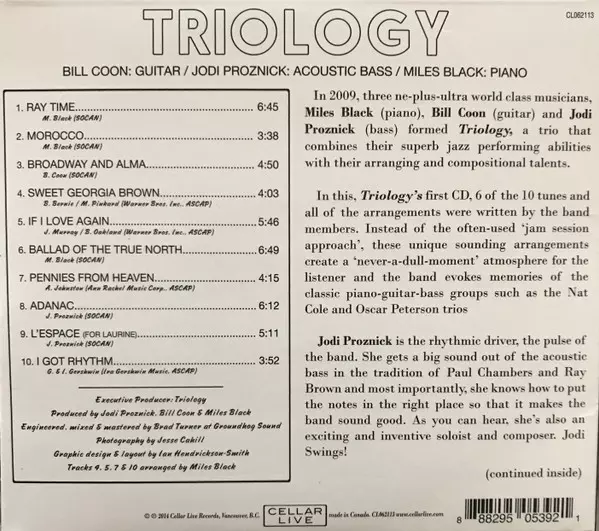 CL062113
TRIOLOGY
BILL COON: GUITAR / JODI PROZNICK: ACOUSTIC BASS / MILES BLACK: PIANO
1. RAY TIME.......6:45
M. Black (SOCAN)
2. MOROCCO.......3:38
M. Black (SOCAN)
3. BROADWAY AND ALMA.......4:50
B. Coon (SOCAN)
4. SWEET GEORGIA BROWN.......4:03
B. Bernie / M. Pinkard (Warner Bros. Inc.. ASCAP)
5. IF I LOVE AGAIN.......5:46
J. Murray / B. Oakland (Warner Bros. Inc.. ASCAP)
6. BALLAD OF THE TRUE NORTH.......6:49
M. Black (SOCAN)
7. PENNIES FROM HEAVEN.......4:15
A. Johnston (Ann Rachel Music Corp.. ASCAP)
8. ADANAC.......6:12
J. Proznick (SOCAN)
9. L'ESPACE (FOR LAURINE).......5:11
J. Proznick (SOCAN)
10. I GOT RHYTHM.......3:52
G. & I. Gershwin (Ira Gershwin Music. ASCAP)
Executive Producer: Triology
Produced by Jodi Proznick. Bill Coon & Miles Black
Engineered. mixed & mastered by Brad Turner at Groundhog Sound
Photography by Jesse Cahill
Graphic design & layout by Ian Hendrickson-Smith
Tracks 4. 5. 7 & 10 arranged by Miles Black
In 2009, three ne-plus-ultra world class musicians,
Miles Black (piano), Bill Coon (guitar) and Jodi
Proznick (bass) formed Triology, a trio that
combines their superb jazz performing abilities
with their arranging and compositional talents.
In this, Triology's first CD, 6 of the 10 tunes and
all of the arrangements were written by the band
members. Instead of the often-used 'jam session
approach', these unique sounding arrangements
create a 'never-a-dull-moment' atmosphere for the
listener and the band evokes memories of the
classic piano-guitar-bass groups such as the Nat
Cole and Oscar Peterson trios
Jodi Proznick is the rhythmic driver, the pulse of
the band. She gets a big sound out of the acoustic
bass in the tradition of Paul Chambers and Ray
Brown and most importantly, she knows how to put
the notes in the right place so that it makes the
band sound good. As you can hear, she's also an
exciting and inventive soloist and composer. Jodi
Swings!
(continued inside)
© ℗ 2014 Cellar Live Records, Vancouver, B.C.
CELLAR
LIVE
made in Canada. CL062113 www.cellarlive.com
8 88295 05392 1